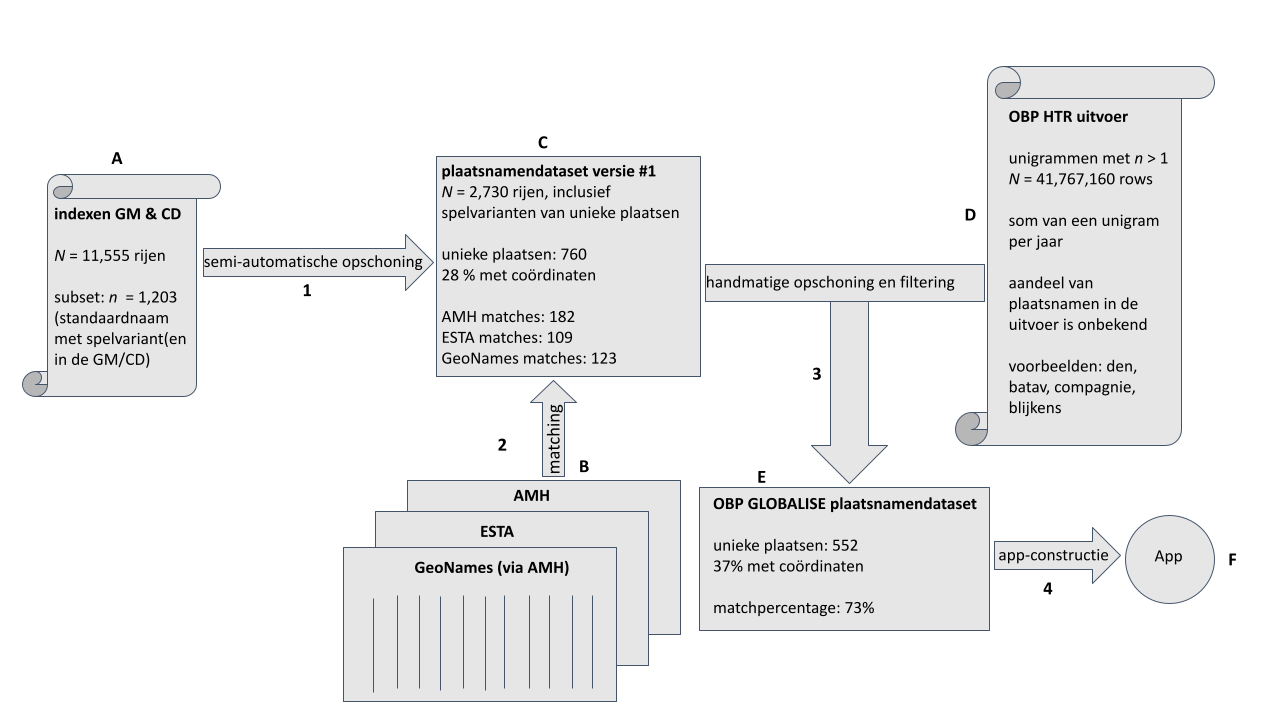 A
indexen GM & CD
N = 11,555 rijen
subset: n = 1,203
(standaardnaam
met spelvariant(en
in de GM/CD)
semi-automatische opschoning
1
C
plaatsnamendataset versie #1
N = 2,730 rijen, inclusief
spelvarianten van unieke plaatsen
unieke plaatsen: 760
28 % met coördinaten
AMH matches: 182
ESTA matches: 109
GeoNames matches: 123
2
matching
B
AMH
ESTA
GeoNames (via AMH)
handmatige opschoning en filtering
3
D
OBP HTR uitvoer
unigrammen met n > 1
N = 41,767,160 rows
som van een unigram
per jaar
aandeel van
plaatsnamen in de
uitvoer is onbekend
voorbeelden: den,
batav, compagnie,
blijkens
E
OBP GLOBALISE plaatsnamendataset
unieke plaatsen: 552
37% met coördinaten
matchpercentage: 73%
app-constructie
4
App
F